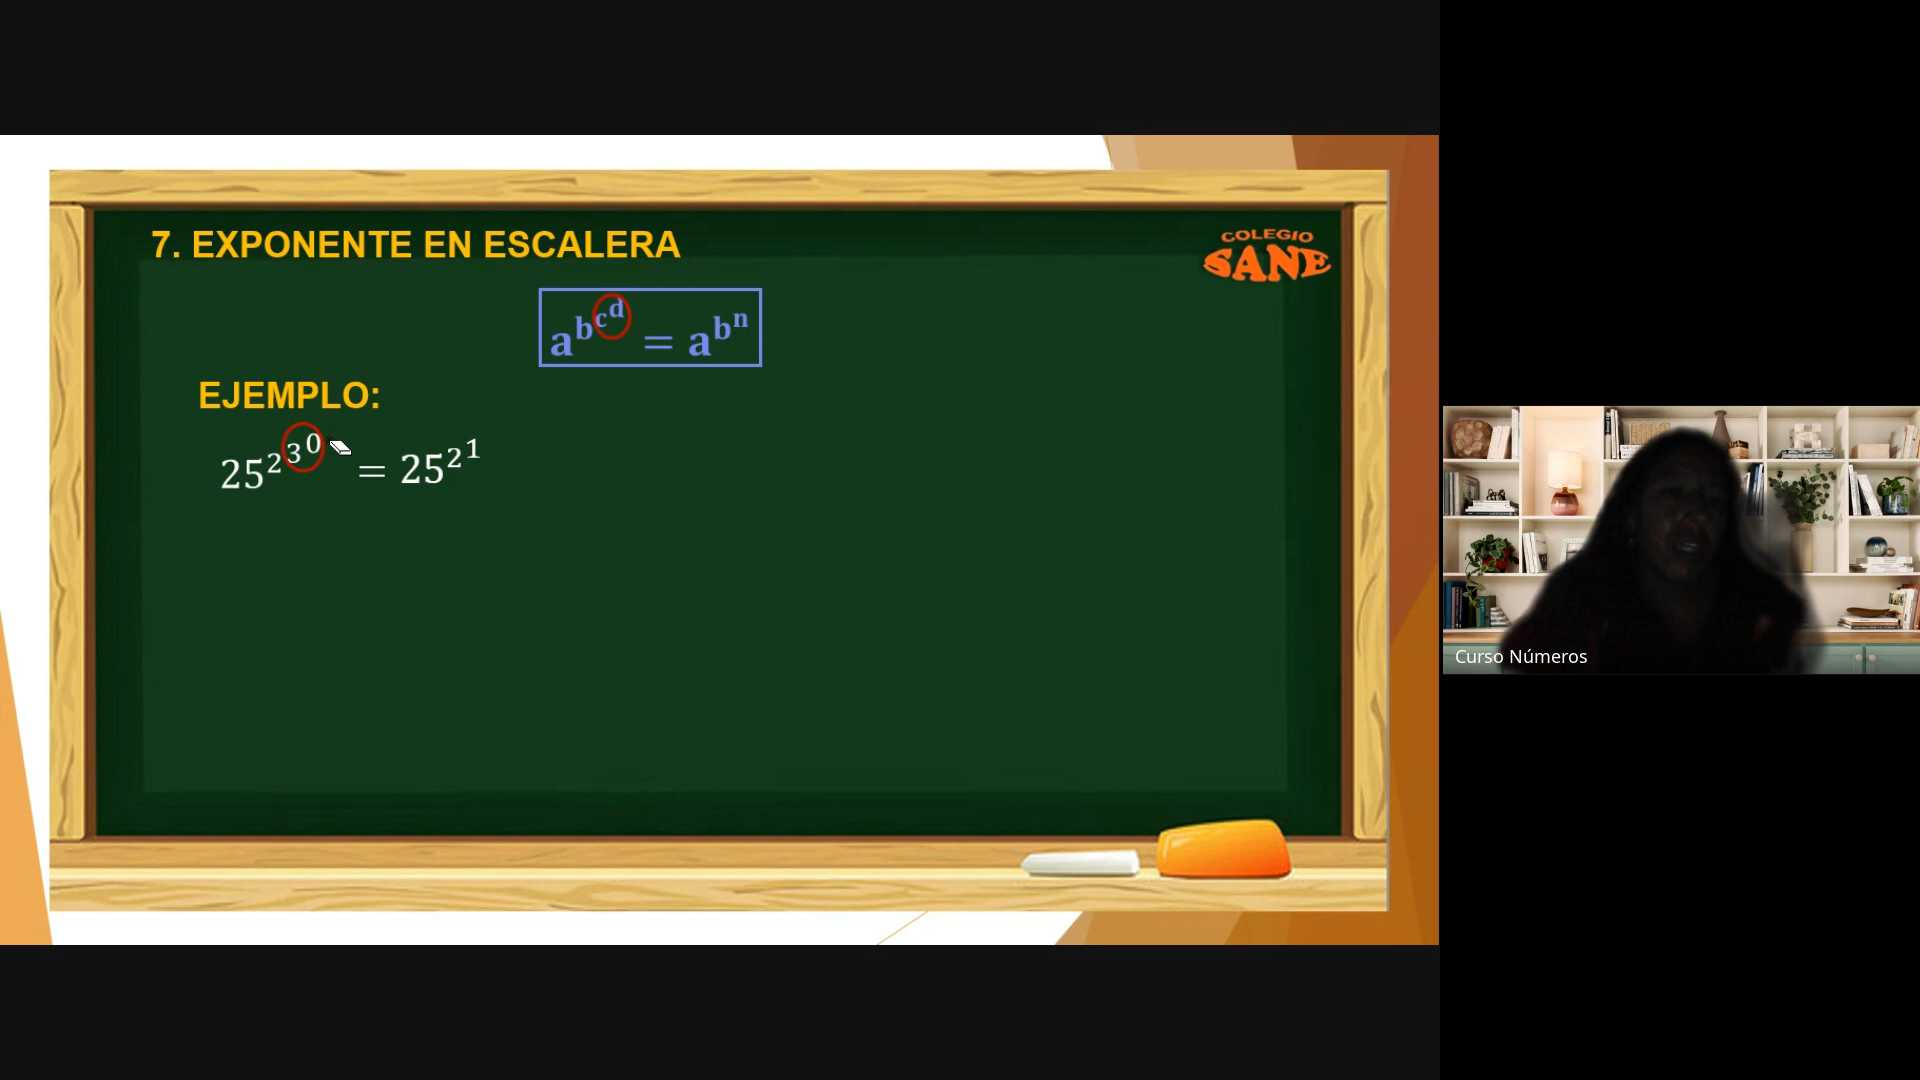 7. EXPONENTE EN ESCALERA
COLEGIO
SANE
a^{b^{c^{d}}} = a^{b^{n}}
EJEMPLO:
25^{2^{3^{0}}} = 25^{2^{1}}
Curso Números